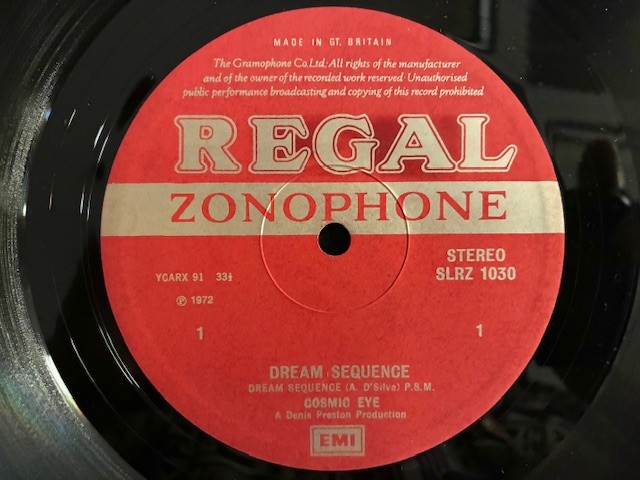 MADE IN GT. BRITAIN
The Gramophone Co.Ltd. All rights of the manufacturer
and of the owner of the recorded work reserved. Unauthorised
public performance broadcasting and copying of this record prohibited
REGAL
ZONOPHONE
STEREO
YCARX 91 33⅓ SLRZ 1030
℗ 1972
1 1
DREAM SEQUENCE
DREAM SEQUENCE (A. D'Silva) P.S.M.
COSMIC EYE
A Denis Preston Production
EMI